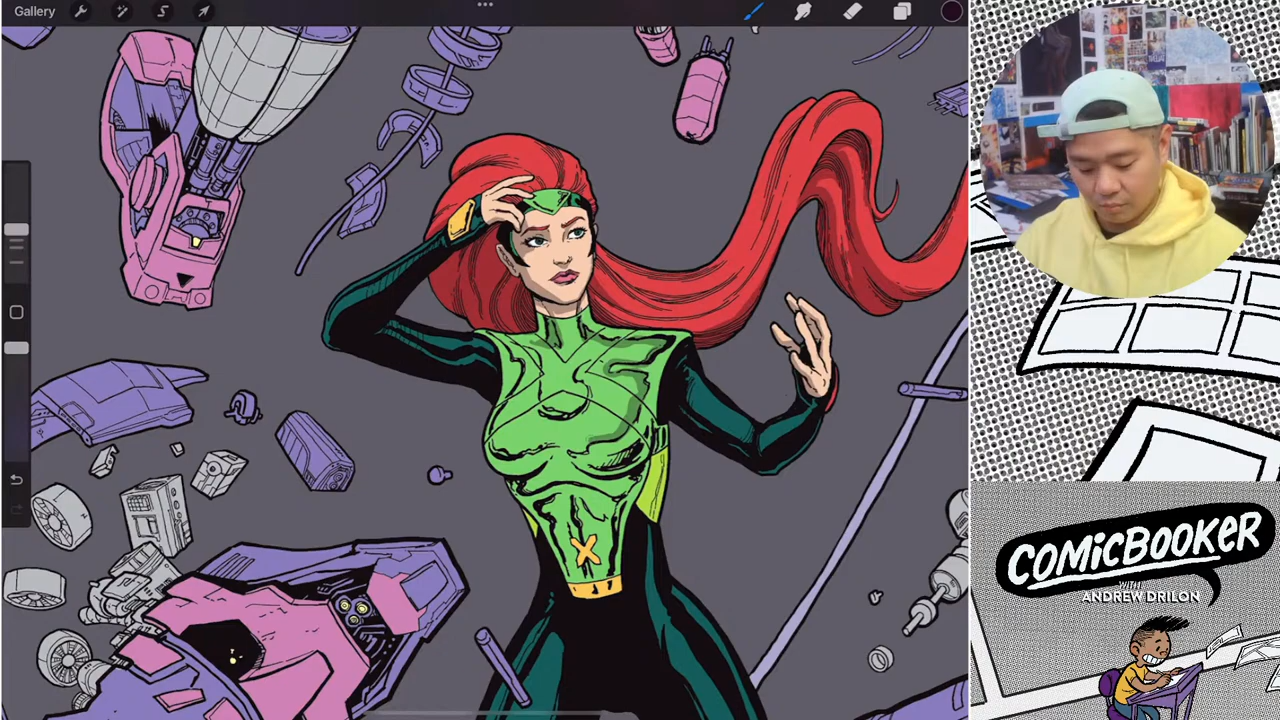 Gallery
X
COMiCBOOKER
WITH
ANDREW DRILON